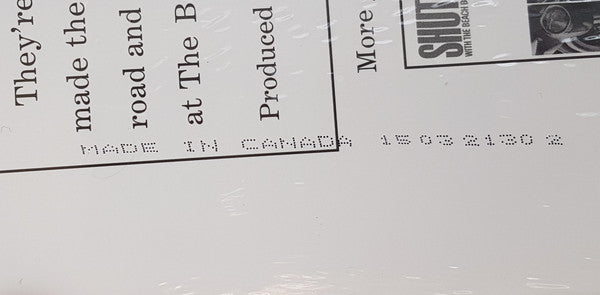 They're
made the
road and
at The B
Produced
More
SHUT
WITH THE BEACH B
MADE IN CANADA 15 03 2130 2